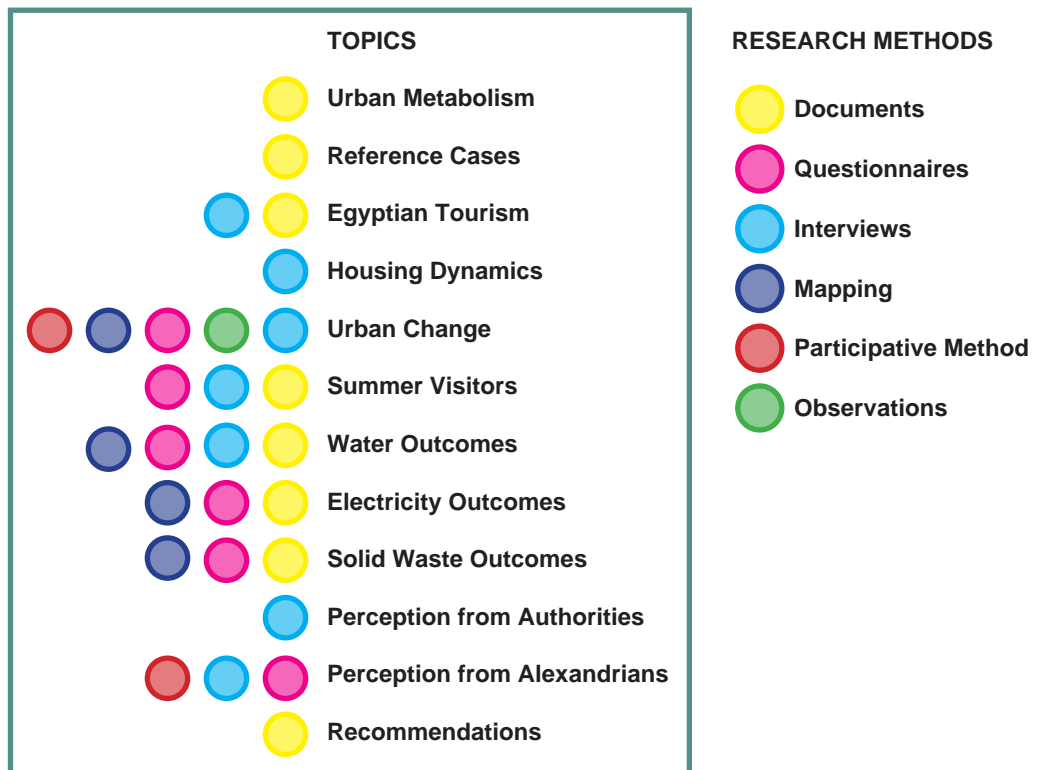 TOPICS
Urban Metabolism
Reference Cases
Egyptian Tourism
Housing Dynamics
Urban Change
Summer Visitors
Water Outcomes
Electricity Outcomes
Solid Waste Outcomes
Perception from Authorities
Perception from Alexandrians
Recommendations
RESEARCH METHODS
Documents
Questionnaires
Interviews
Mapping
Participative Method
Observations